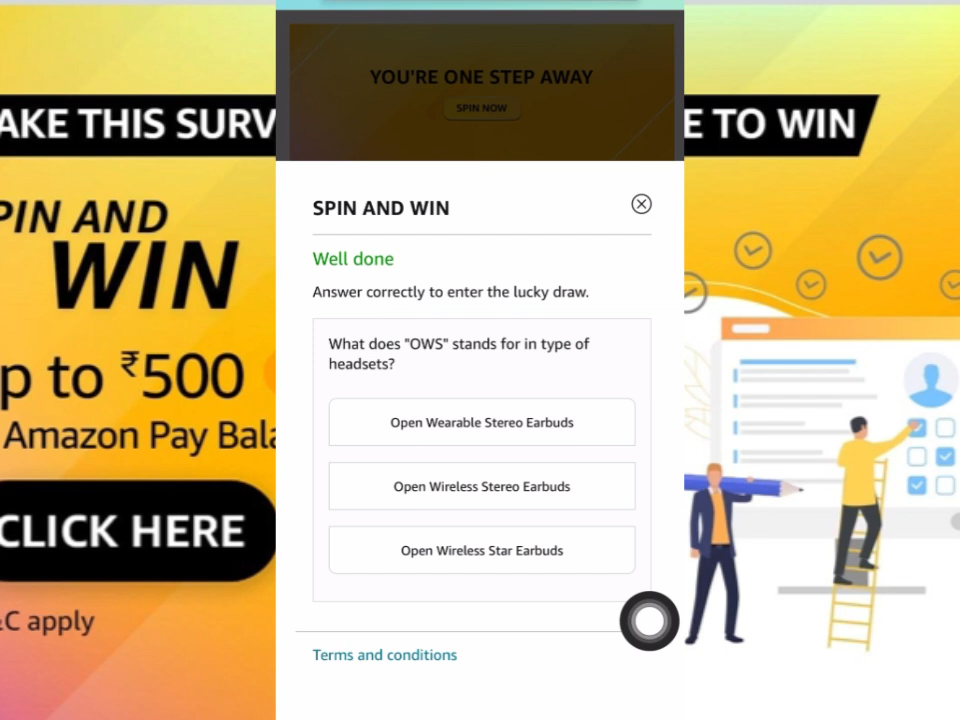 AKE THIS SURV
PIN AND
WIN
p to ₹500
Amazon Pay Bala
CLICK HERE
&C apply
YOU'RE ONE STEP AWAY
SPIN NOW
SPIN AND WIN
Well done
Answer correctly to enter the lucky draw.
What does "OWS" stands for in type of
headsets?
Open Wearable Stereo Earbuds
Open Wireless Stereo Earbuds
Open Wireless Star Earbuds
Terms and conditions
E TO WIN